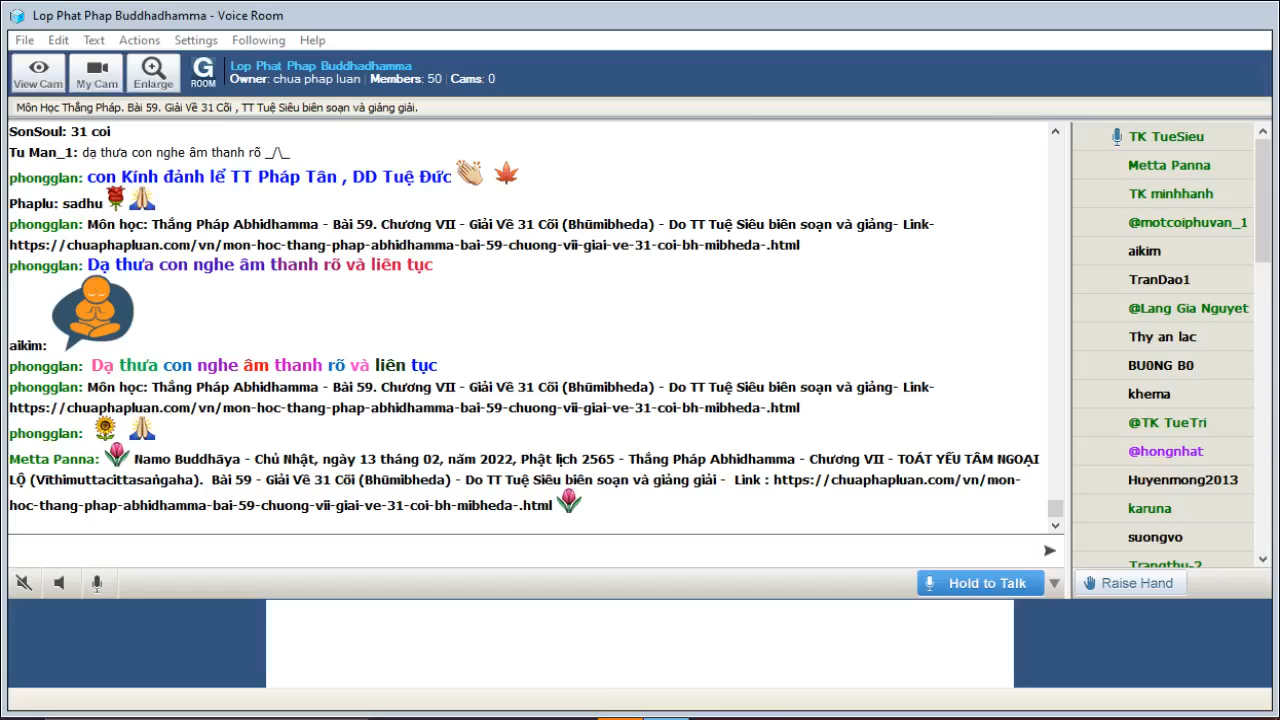 Lop Phat Phap Buddhadhamma - Voice Room
File Edit Text Actions Settings Following Help
View Cam My Cam Enlarge G ROOM
Lop Phat Phap Buddhadhamma
Owner: chua phap luan | Members: 50 | Cams: 0
Môn Học Thắng Pháp. Bài 59. Giải Về 31 Cõi , TT Tuệ Siêu biên soạn và giảng giải.
SonSoul: 31 coi
Tu Man_1: dạ thưa con nghe âm thanh rõ _/\_
phongglan: con Kính đảnh lể TT Pháp Tân , DD Tuệ Đức
Phaplu: sadhu
phongglan: Môn học: Thắng Pháp Abhidhamma - Bài 59. Chương VII - Giải Về 31 Cõi (Bhūmibheda) - Do TT Tuệ Siêu biên soạn và giảng- Link-
https://chuaphapluan.com/vn/mon-hoc-thang-phap-abhidhamma-bai-59-chuong-vii-giai-ve-31-coi-bh-mibheda-.html
phongglan: Dạ thưa con nghe âm thanh rõ và liên tục
aikim:
phongglan: Dạ thưa con nghe âm thanh rõ và liên tục
phongglan: Môn học: Thắng Pháp Abhidhamma - Bài 59. Chương VII - Giải Về 31 Cõi (Bhūmibheda) - Do TT Tuệ Siêu biên soạn và giảng- Link-
https://chuaphapluan.com/vn/mon-hoc-thang-phap-abhidhamma-bai-59-chuong-vii-giai-ve-31-coi-bh-mibheda-.html
phongglan:
Metta Panna: Namo Buddhāya - Chủ Nhật, ngày 13 tháng 02, năm 2022, Phật lịch 2565 - Thắng Pháp Abhidhamma - Chương VII - TOÁT YẾU TÂM NGOẠI
LỘ (Vīthimuttacittasaṅgaha). Bài 59 - Giải Về 31 Cõi (Bhūmibheda) - Do TT Tuệ Siêu biên soạn và giảng giải - Link : https://chuaphapluan.com/vn/mon-
hoc-thang-phap-abhidhamma-bai-59-chuong-vii-giai-ve-31-coi-bh-mibheda-.html
TK TueSieu
Metta Panna
TK minhhanh
@motcoiphuvan_1
aikim
TranDao1
@Lang Gia Nguyet
Thy an lac
BU0NG B0
khema
@TK TueTri
@hongnhat
Huyenmong2013
karuna
suongvo
Trangthu-2
Hold to Talk
Raise Hand